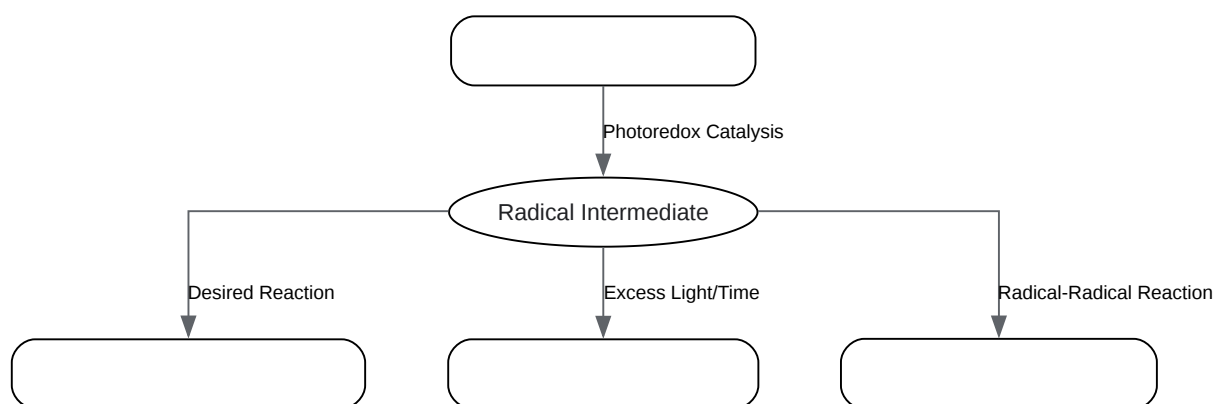 Photoredox Catalysis
Radical Intermediate
Desired Reaction
Excess Light/Time
Radical-Radical Reaction